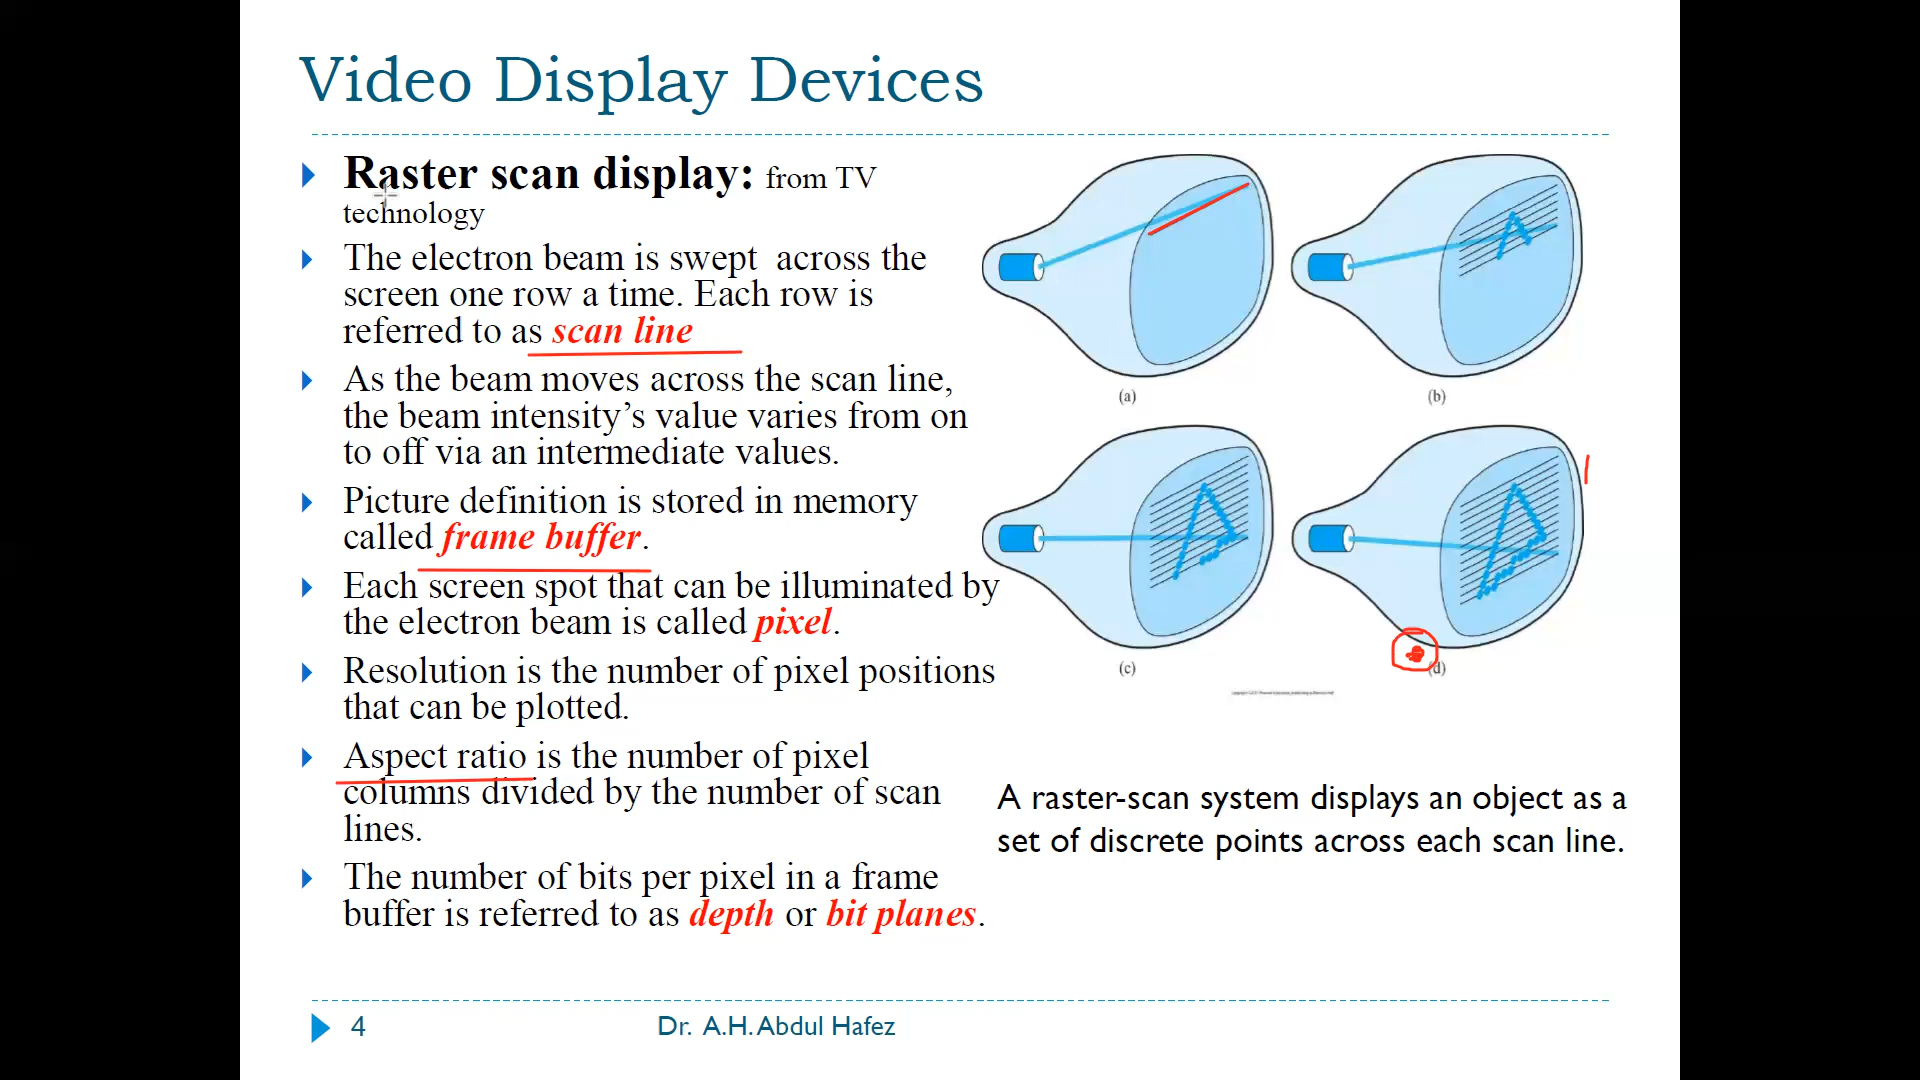 Video Display Devices
Raster scan display: from TV
technology
The electron beam is swept across the
screen one row a time. Each row is
referred to as scan line
As the beam moves across the scan line,
the beam intensity’s value varies from on
to off via an intermediate values.
Picture definition is stored in memory
called frame buffer.
Each screen spot that can be illuminated by
the electron beam is called pixel.
Resolution is the number of pixel positions
that can be plotted.
Aspect ratio is the number of pixel
columns divided by the number of scan
lines.
The number of bits per pixel in a frame
buffer is referred to as depth or bit planes.
(a)
(b)
(c)
(d)
A raster-scan system displays an object as a
set of discrete points across each scan line.
4
Dr. A.H. Abdul Hafez